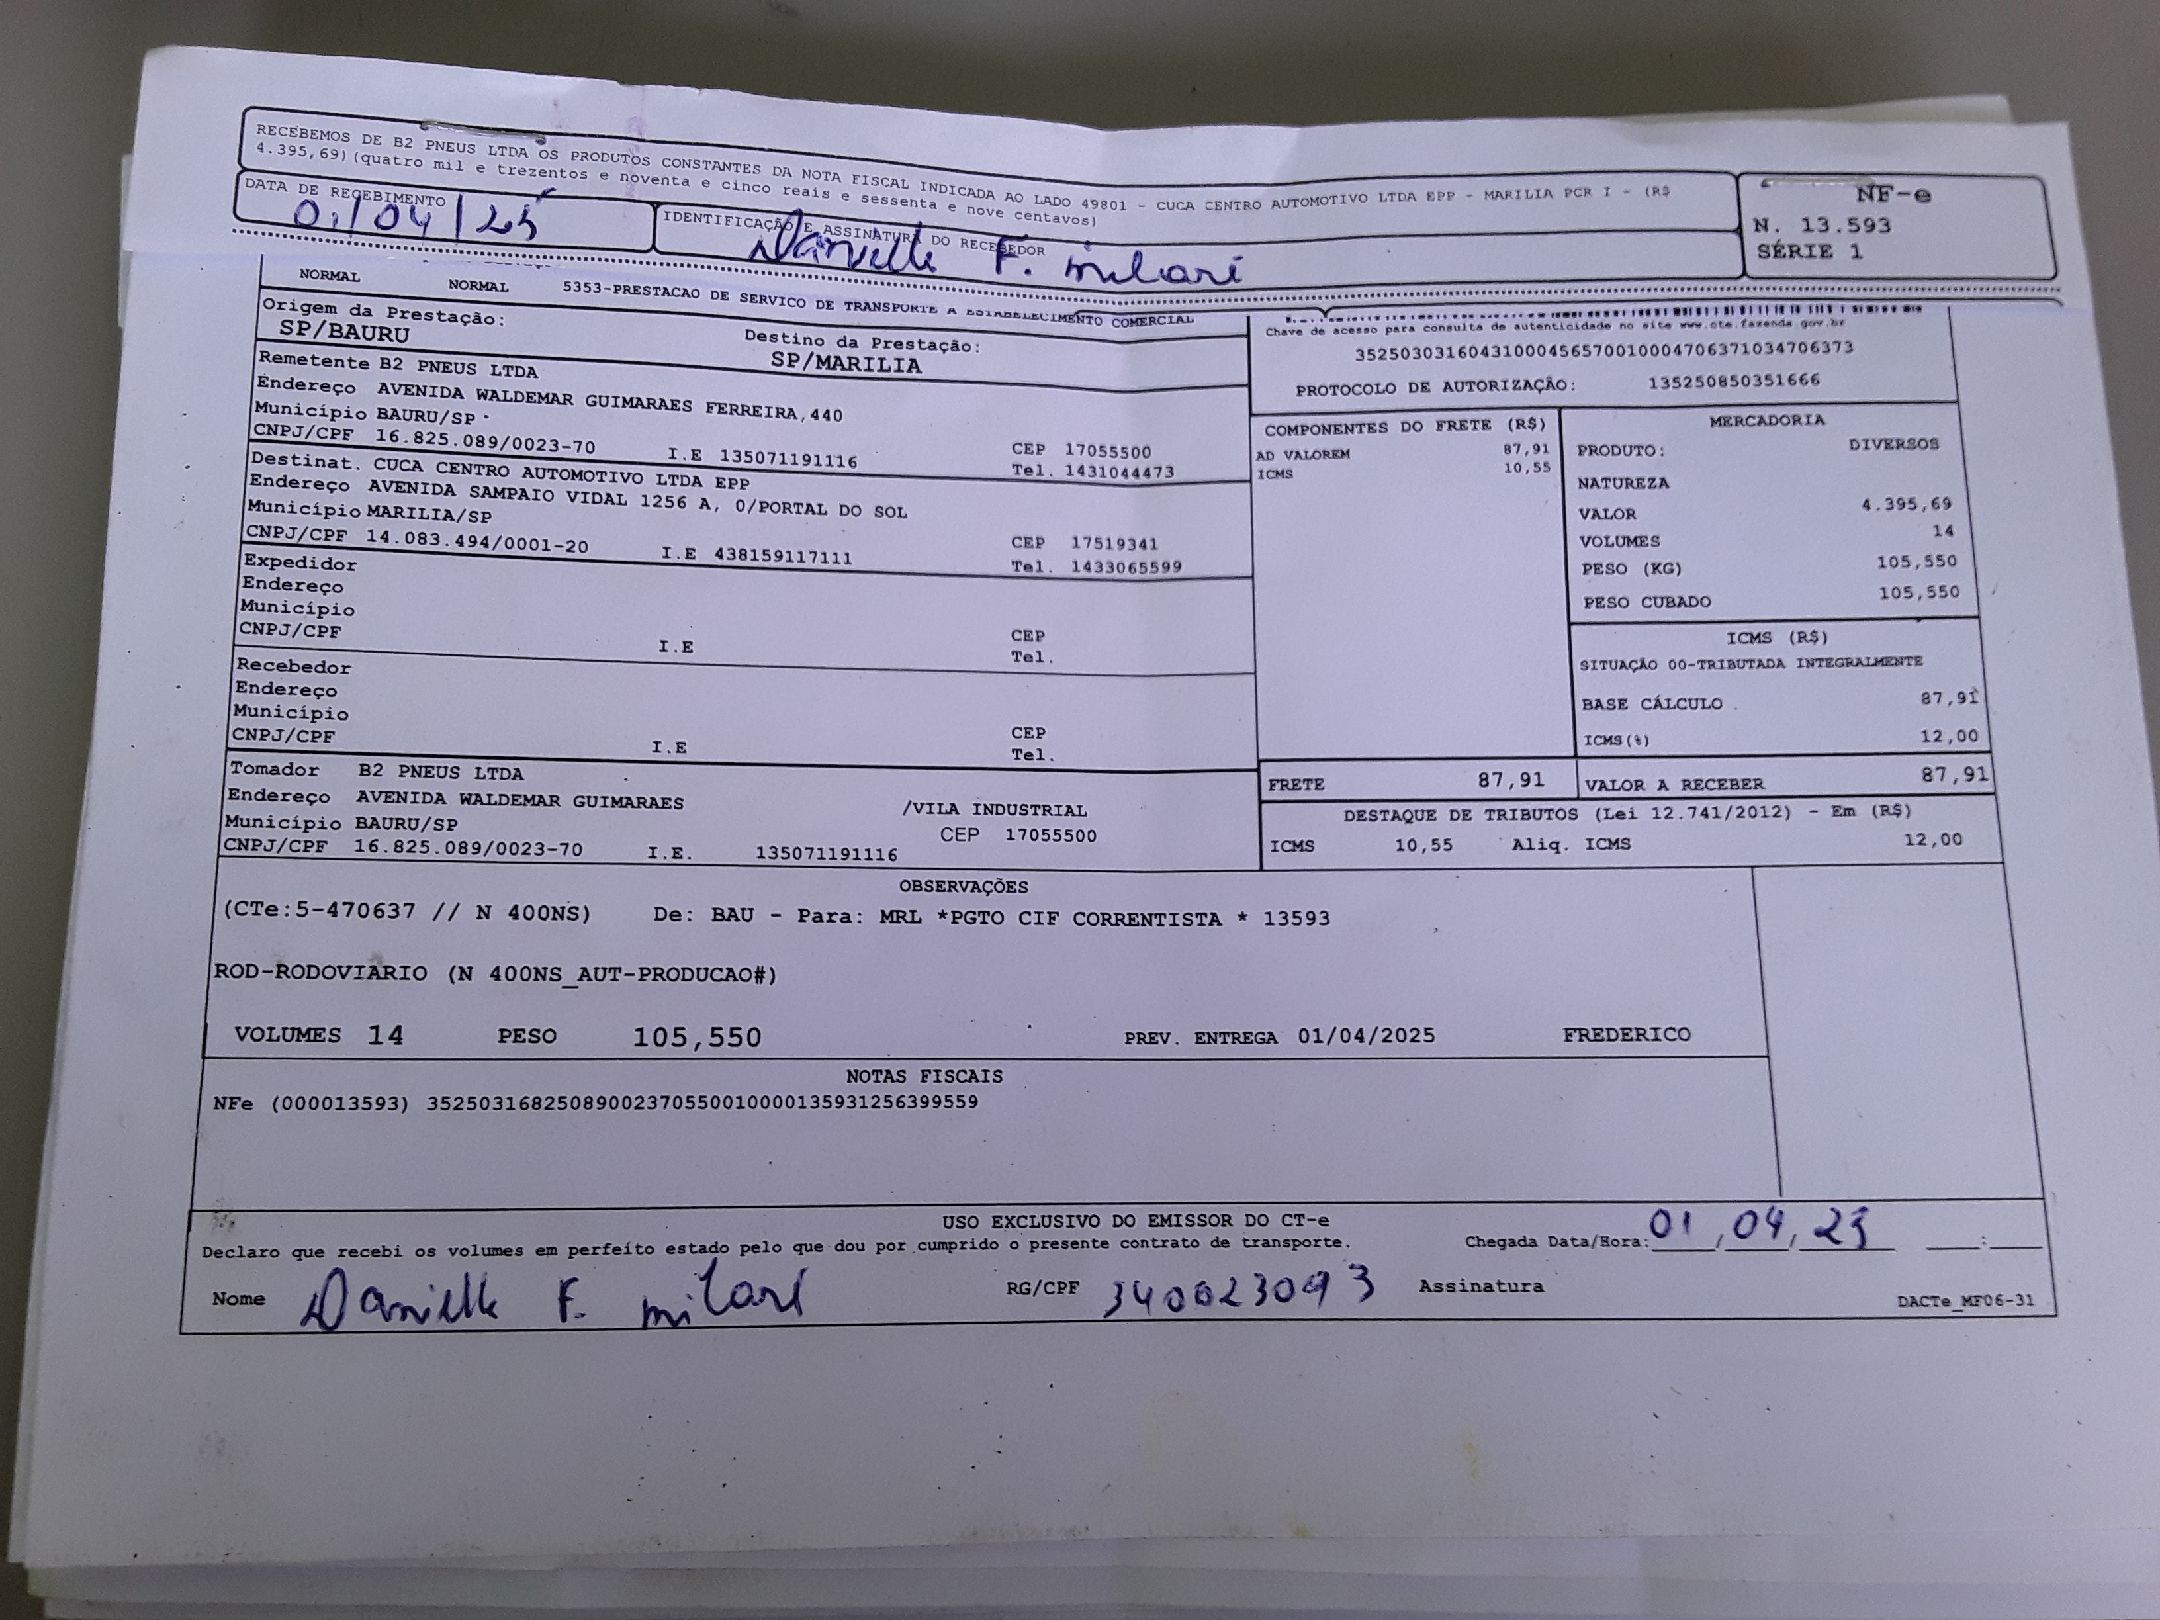 RECEBEMOS DE B2 PNEUS LTDA OS PRODUTOS CONSTANTES DA NOTA FISCAL INDICADA AO LADO 49801 - CUCA CENTRO AUTOMOTIVO LTDA EPP - MARILIA PCR I - (R$
4.395,69)(quatro mil e trezentos e noventa e cinco reais e sessenta e nove centavos)
NF-e
N. 13.593
SÉRIE 1
DATA DE RECEBIMENTO
01/04/25
IDENTIFICAÇÃO E ASSINATURA DO RECEBEDOR
Danielle F. milaré
NORMAL NORMAL 5353-PRESTACAO DE SERVICO DE TRANSPORTE A ESTABELECIMENTO COMERCIAL
Origem da Prestação:
SP/BAURU
Destino da Prestação:
SP/MARILIA
Chave de acesso para consulta de autenticidade no site www.cte.fazenda.gov.br
35250303160431000456570010004706371034706373
PROTOCOLO DE AUTORIZAÇÃO: 135250850351666
Remetente B2 PNEUS LTDA
Endereço AVENIDA WALDEMAR GUIMARAES FERREIRA,440
Município BAURU/SP
CNPJ/CPF 16.825.089/0023-70 I.E 135071191116
CEP 17055500
Tel. 1431044473
Destinat. CUCA CENTRO AUTOMOTIVO LTDA EPP
Endereço AVENIDA SAMPAIO VIDAL 1256 A, 0/PORTAL DO SOL
Município MARILIA/SP
CNPJ/CPF 14.083.494/0001-20 I.E 438159117111
CEP 17519341
Tel. 1433065599
Expedidor
Endereço
Município
CNPJ/CPF I.E
CEP
Tel.
Recebedor
Endereço
Município
CNPJ/CPF I.E
CEP
Tel.
Tomador B2 PNEUS LTDA
Endereço AVENIDA WALDEMAR GUIMARAES /VILA INDUSTRIAL
Município BAURU/SP CEP 17055500
CNPJ/CPF 16.825.089/0023-70 I.E. 135071191116
COMPONENTES DO FRETE (R$)
AD VALOREM 87,91
ICMS 10,55
MERCADORIA
PRODUTO: DIVERSOS
NATUREZA
VALOR 4.395,69
VOLUMES 14
PESO (KG) 105,550
PESO CUBADO 105,550
ICMS (R$)
SITUAÇÃO 00-TRIBUTADA INTEGRALMENTE
BASE CÁLCULO 87,91
ICMS(%) 12,00
FRETE 87,91
VALOR A RECEBER 87,91
DESTAQUE DE TRIBUTOS (Lei 12.741/2012) - Em (R$)
ICMS 10,55 Aliq. ICMS 12,00
OBSERVAÇÕES
(CTe:5-470637 // N 400NS) De: BAU - Para: MRL *PGTO CIF CORRENTISTA * 13593
ROD-RODOVIARIO (N 400NS_AUT-PRODUCAO#)
VOLUMES 14 PESO 105,550 PREV. ENTREGA 01/04/2025 FREDERICO
NOTAS FISCAIS
NFe (000013593) 35250316825089002370550010000135931256399559
USO EXCLUSIVO DO EMISSOR DO CT-e
Declaro que recebi os volumes em perfeito estado pelo que dou por cumprido o presente contrato de transporte.
Chegada Data/Hora: 01/04/25 __:__
Nome Danielle F. milaré RG/CPF 340023093 Assinatura
DACTe_MF06-31